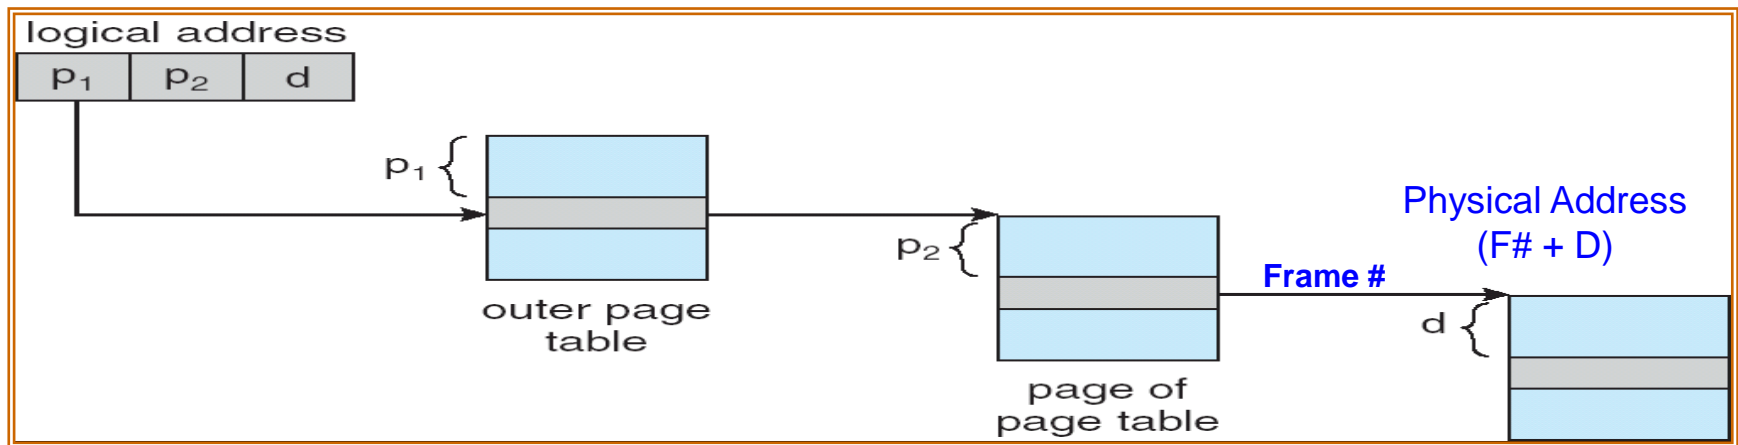 logical address
p₁ p₂ d
p₁
outer page
table
p₂
page of
page table
Frame #
Physical Address
(F# + D)
d